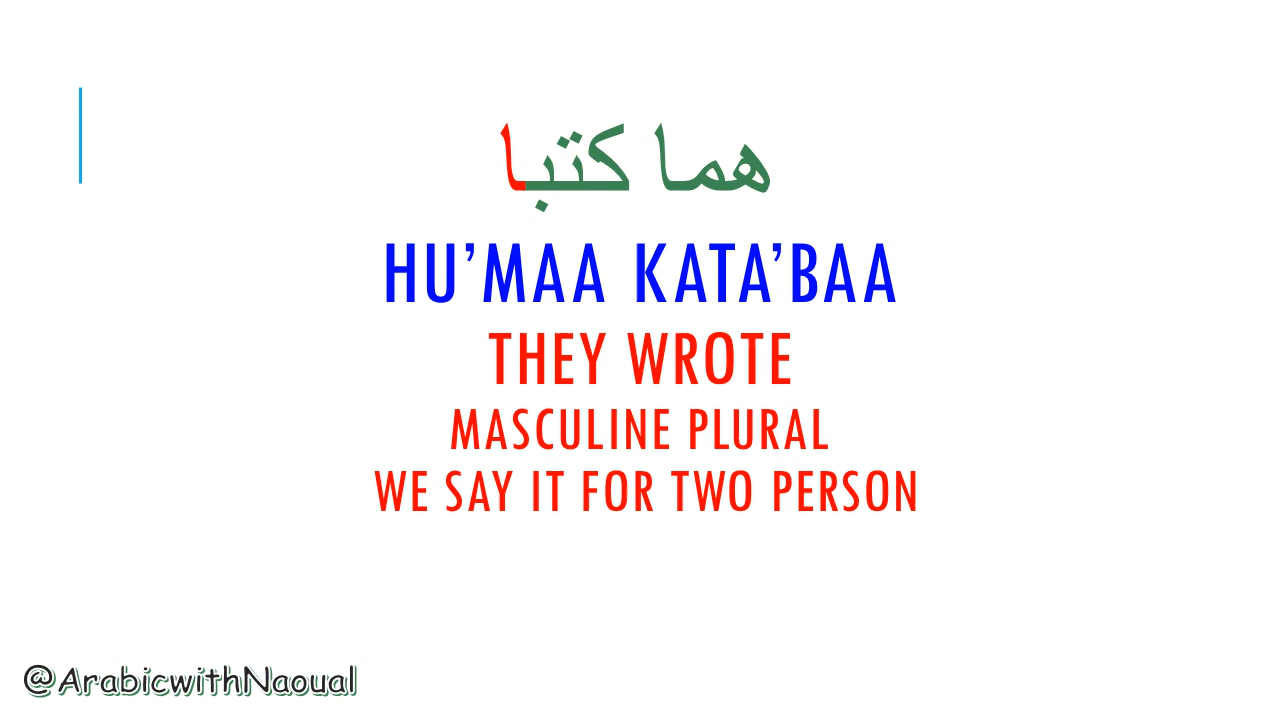 هما كتبا
HU’MAA KATA’BAA
THEY WROTE
MASCULINE PLURAL
WE SAY IT FOR TWO PERSON
@ArabicwithNaoual